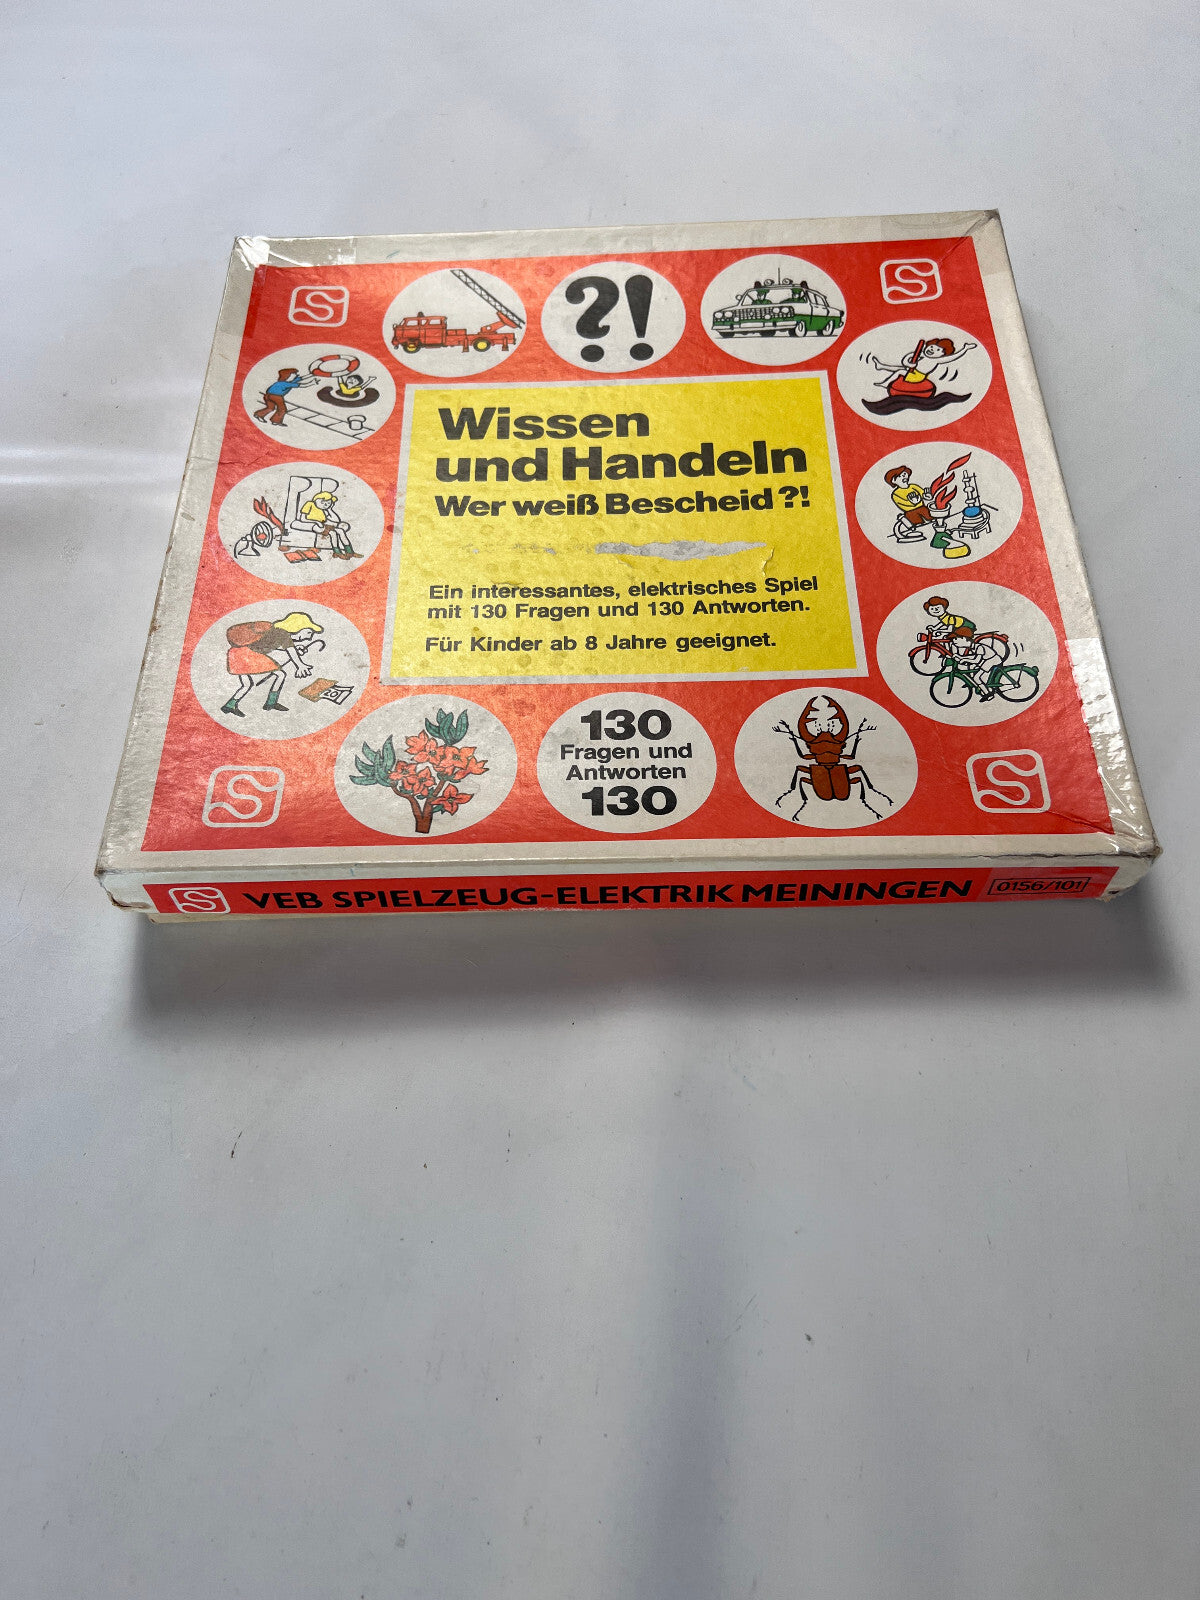 ?!
Wissen
und Handeln
Wer weiß Bescheid ?!
Ein interessantes, elektrisches Spiel
mit 130 Fragen und 130 Antworten.
Für Kinder ab 8 Jahre geeignet.
130
Fragen und
Antworten
130
VEB SPIELZEUG-ELEKTRIK MEININGEN 0156/101